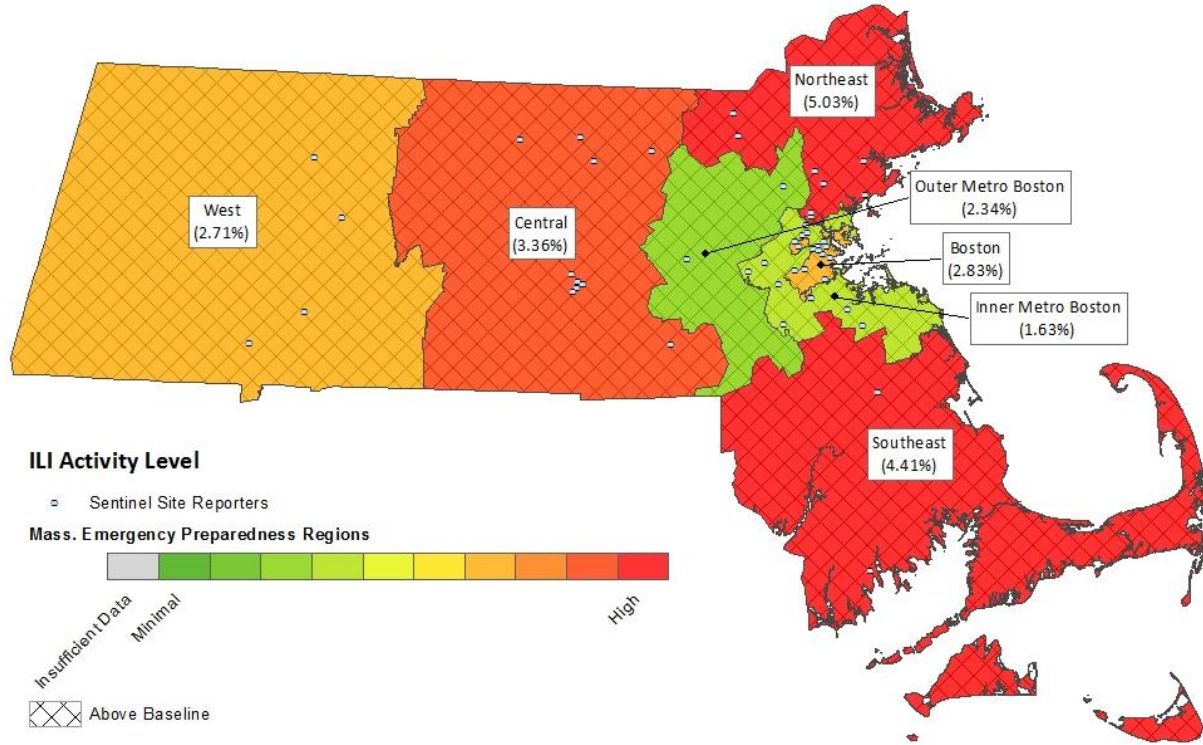 Northeast
(5.03%)
Outer Metro Boston
(2.34%)
West
(2.71%)
Central
(3.36%)
Boston
(2.83%)
Inner Metro Boston
(1.63%)
Southeast
(4.41%)
ILI Activity Level
Sentinel Site Reporters
Mass. Emergency Preparedness Regions
Insufficient Data
Minimal
High
Above Baseline